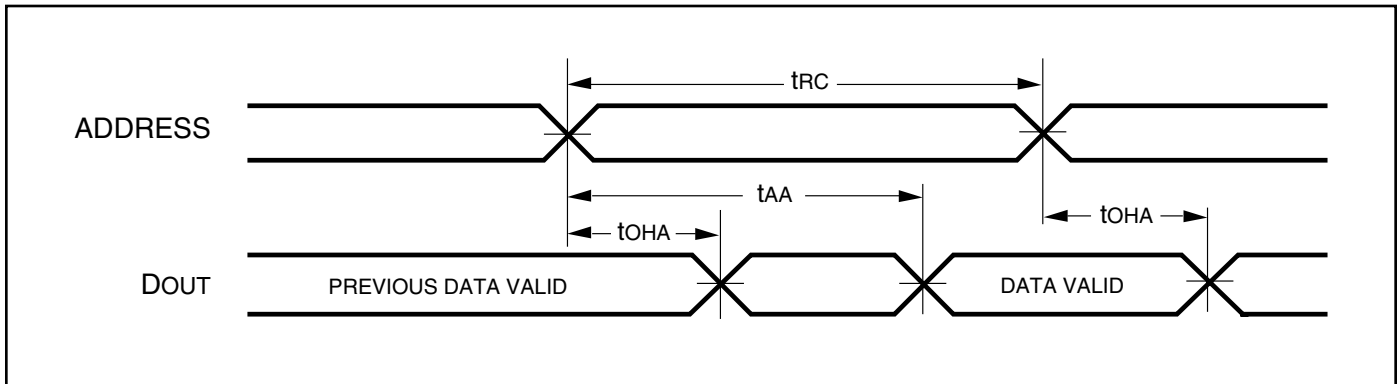 tRC
ADDRESS
tAA
tOHA
tOHA
DOUT
PREVIOUS DATA VALID
DATA VALID